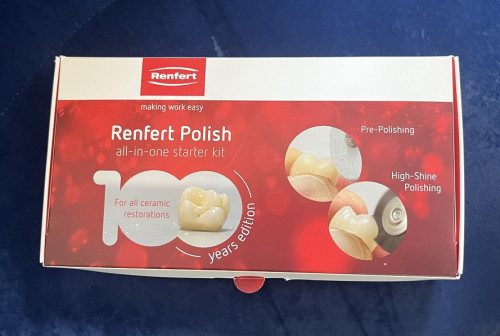 Renfert
making work easy
Renfert Polish
all-in-one starter kit
100
For all ceramic
restorations
years edition
Pre-Polishing
High-Shine
Polishing